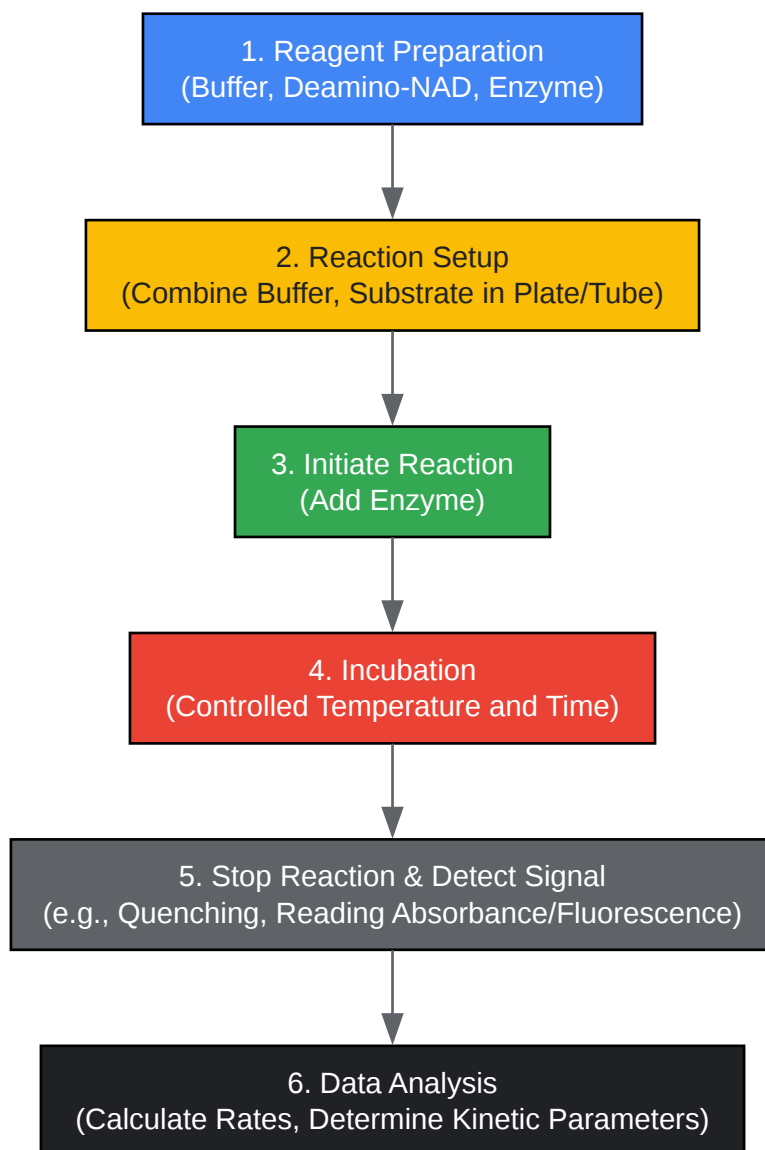 1. Reagent Preparation
(Buffer, Deamino-NAD, Enzyme)
2. Reaction Setup
(Combine Buffer, Substrate in Plate/Tube)
3. Initiate Reaction
(Add Enzyme)
4. Incubation
(Controlled Temperature and Time)
5. Stop Reaction & Detect Signal
(e.g., Quenching, Reading Absorbance/Fluorescence)
6. Data Analysis
(Calculate Rates, Determine Kinetic Parameters)